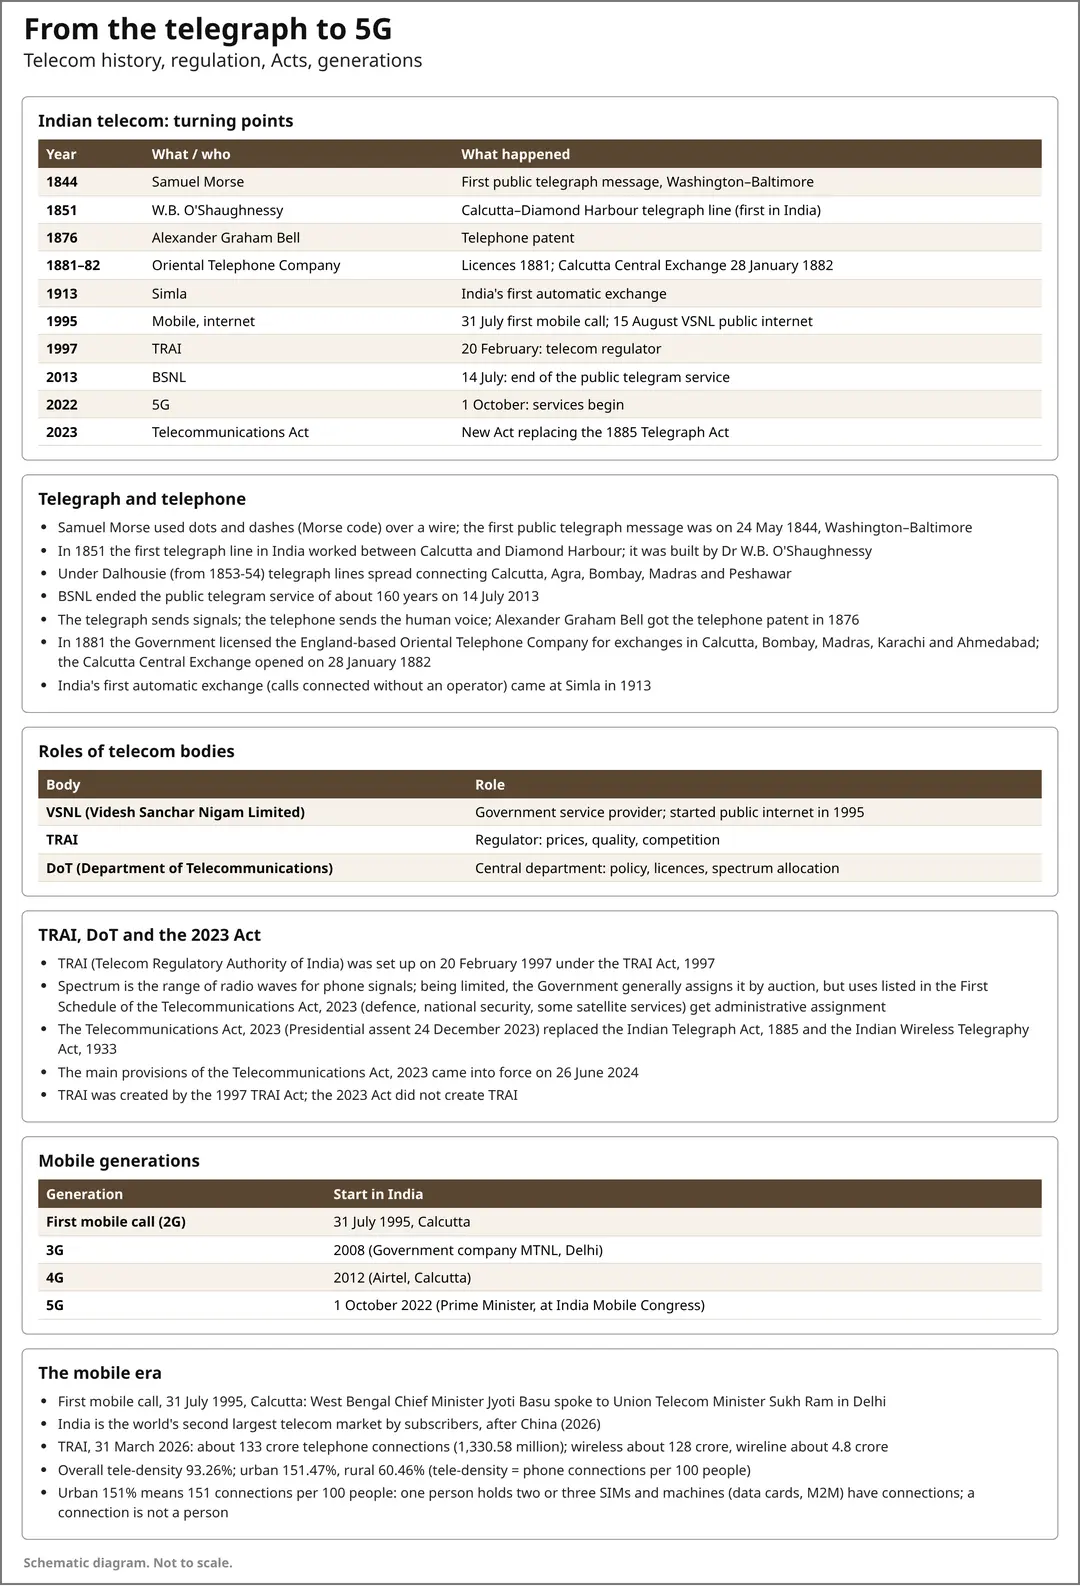 From the telegraph to 5G
Telecom history, regulation, Acts, generations
Indian telecom: turning points
Year What / who What happened
1844 Samuel Morse First public telegraph message, Washington–Baltimore
1851 W.B. O'Shaughnessy Calcutta–Diamond Harbour telegraph line (first in India)
1876 Alexander Graham Bell Telephone patent
1881–82 Oriental Telephone Company Licences 1881; Calcutta Central Exchange 28 January 1882
1913 Simla India's first automatic exchange
1995 Mobile, internet 31 July first mobile call; 15 August VSNL public internet
1997 TRAI 20 February: telecom regulator
2013 BSNL 14 July: end of the public telegram service
2022 5G 1 October: services begin
2023 Telecommunications Act New Act replacing the 1885 Telegraph Act
Telegraph and telephone
• Samuel Morse used dots and dashes (Morse code) over a wire; the first public telegraph message was on 24 May 1844, Washington–Baltimore
• In 1851 the first telegraph line in India worked between Calcutta and Diamond Harbour; it was built by Dr W.B. O'Shaughnessy
• Under Dalhousie (from 1853-54) telegraph lines spread connecting Calcutta, Agra, Bombay, Madras and Peshawar
• BSNL ended the public telegram service of about 160 years on 14 July 2013
• The telegraph sends signals; the telephone sends the human voice; Alexander Graham Bell got the telephone patent in 1876
• In 1881 the Government licensed the England-based Oriental Telephone Company for exchanges in Calcutta, Bombay, Madras, Karachi and Ahmedabad;
the Calcutta Central Exchange opened on 28 January 1882
• India's first automatic exchange (calls connected without an operator) came at Simla in 1913
Roles of telecom bodies
Body Role
VSNL (Videsh Sanchar Nigam Limited) Government service provider; started public internet in 1995
TRAI Regulator: prices, quality, competition
DoT (Department of Telecommunications) Central department: policy, licences, spectrum allocation
TRAI, DoT and the 2023 Act
• TRAI (Telecom Regulatory Authority of India) was set up on 20 February 1997 under the TRAI Act, 1997
• Spectrum is the range of radio waves for phone signals; being limited, the Government generally assigns it by auction, but uses listed in the First
Schedule of the Telecommunications Act, 2023 (defence, national security, some satellite services) get administrative assignment
• The Telecommunications Act, 2023 (Presidential assent 24 December 2023) replaced the Indian Telegraph Act, 1885 and the Indian Wireless Telegraphy
Act, 1933
• The main provisions of the Telecommunications Act, 2023 came into force on 26 June 2024
• TRAI was created by the 1997 TRAI Act; the 2023 Act did not create TRAI
Mobile generations
Generation Start in India
First mobile call (2G) 31 July 1995, Calcutta
3G 2008 (Government company MTNL, Delhi)
4G 2012 (Airtel, Calcutta)
5G 1 October 2022 (Prime Minister, at India Mobile Congress)
The mobile era
• First mobile call, 31 July 1995, Calcutta: West Bengal Chief Minister Jyoti Basu spoke to Union Telecom Minister Sukh Ram in Delhi
• India is the world's second largest telecom market by subscribers, after China (2026)
• TRAI, 31 March 2026: about 133 crore telephone connections (1,330.58 million); wireless about 128 crore, wireline about 4.8 crore
• Overall tele-density 93.26%; urban 151.47%, rural 60.46% (tele-density = phone connections per 100 people)
• Urban 151% means 151 connections per 100 people: one person holds two or three SIMs and machines (data cards, M2M) have connections; a
connection is not a person
Schematic diagram. Not to scale.